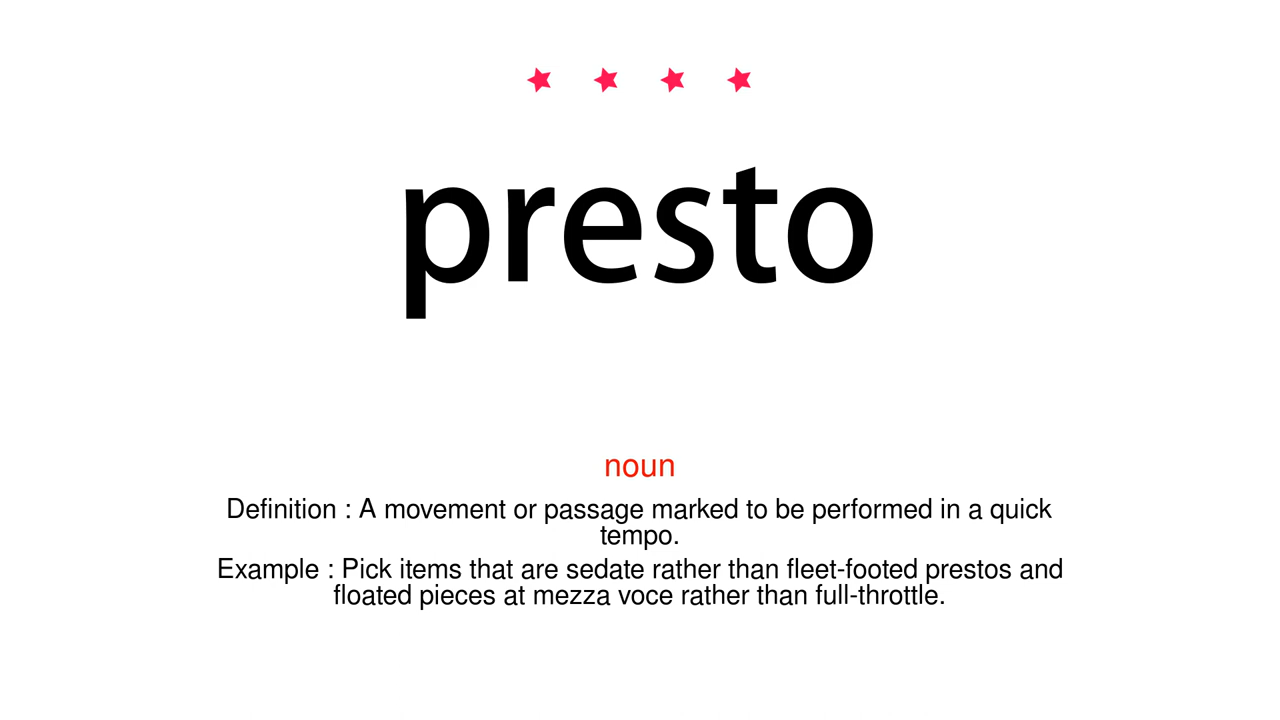 presto
noun
Definition : A movement or passage marked to be performed in a quick
tempo.
Example : Pick items that are sedate rather than fleet-footed prestos and
floated pieces at mezza voce rather than full-throttle.